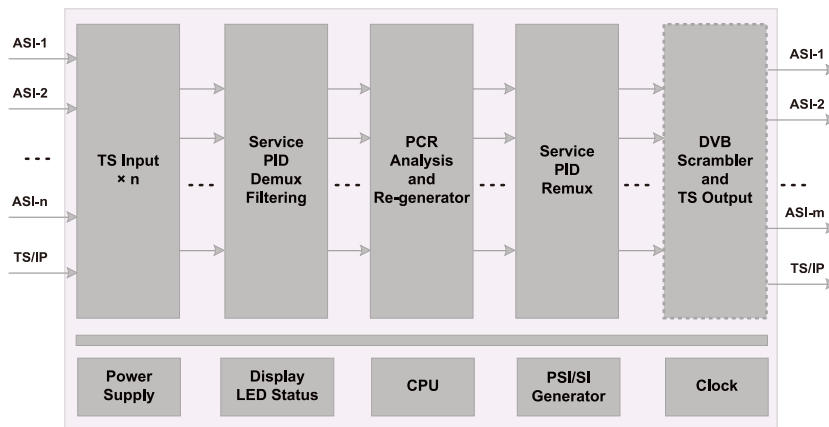 ASI-1
ASI-2
ASI-n
TS/IP
TS Input
× n
Service
PID
Demux
Filtering
PCR
Analysis
and
Re-generator
Service
PID
Remux
DVB
Scrambler
and
TS Output
ASI-1
ASI-2
ASI-m
TS/IP
Power
Supply
Display
LED Status
CPU
PSI/SI
Generator
Clock